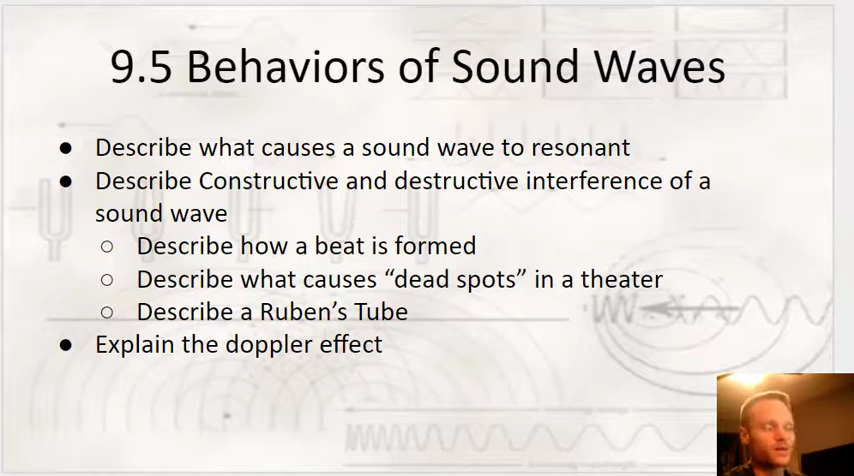 9.5 Behaviors of Sound Waves
● Describe what causes a sound wave to resonant
● Describe Constructive and destructive interference of a
sound wave
○ Describe how a beat is formed
○ Describe what causes “dead spots” in a theater
○ Describe a Ruben’s Tube
● Explain the doppler effect